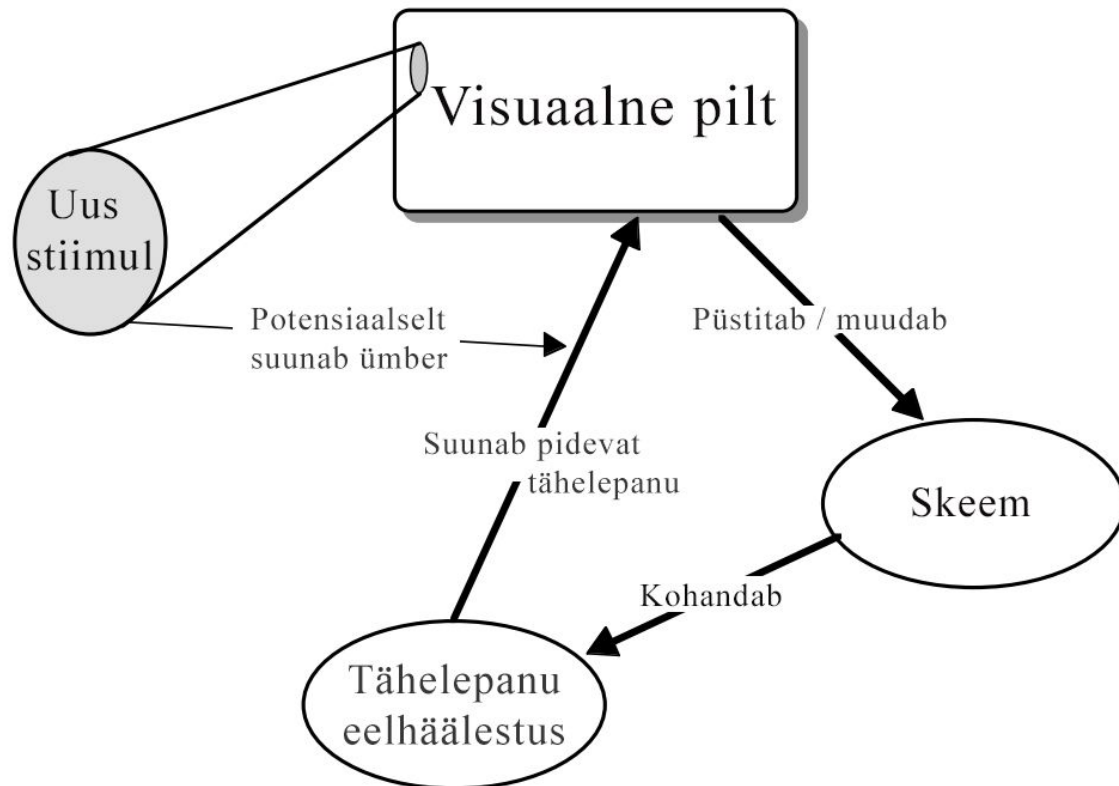 Visuaalne pilt
Uus
stiimul
Potensiaalselt
suunab ümber
Püstitab / muudab
Suunab pidevat
tähelepanu
Skeem
Kohandab
Tähelepanu
eelhäälestus